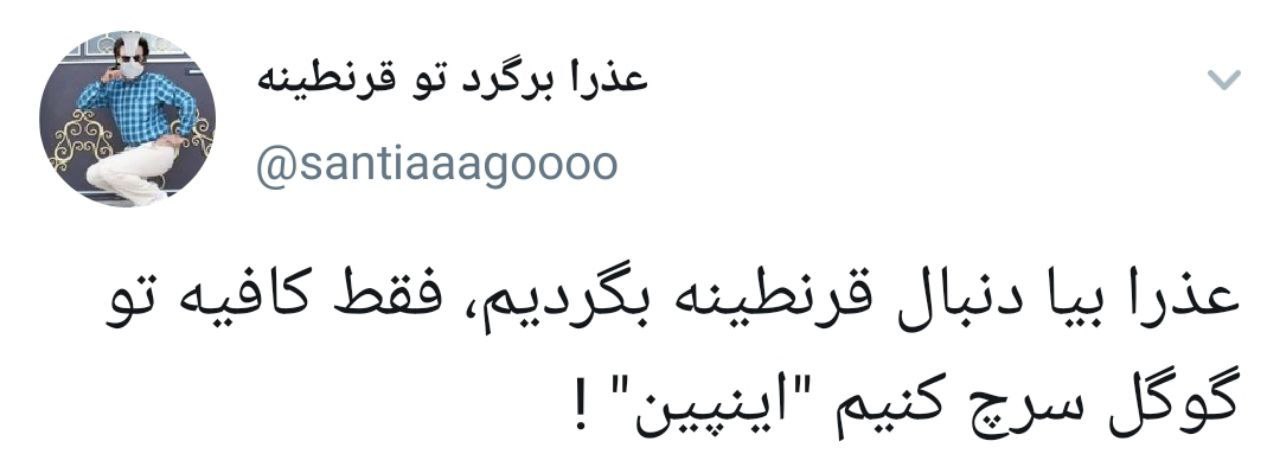 عذرا برگرد تو قرنطینه
@santiaaagoooo
عذرا بیا دنبال قرنطینه بگردیم، فقط کافیه تو
گوگل سرچ کنیم "اینپین" !